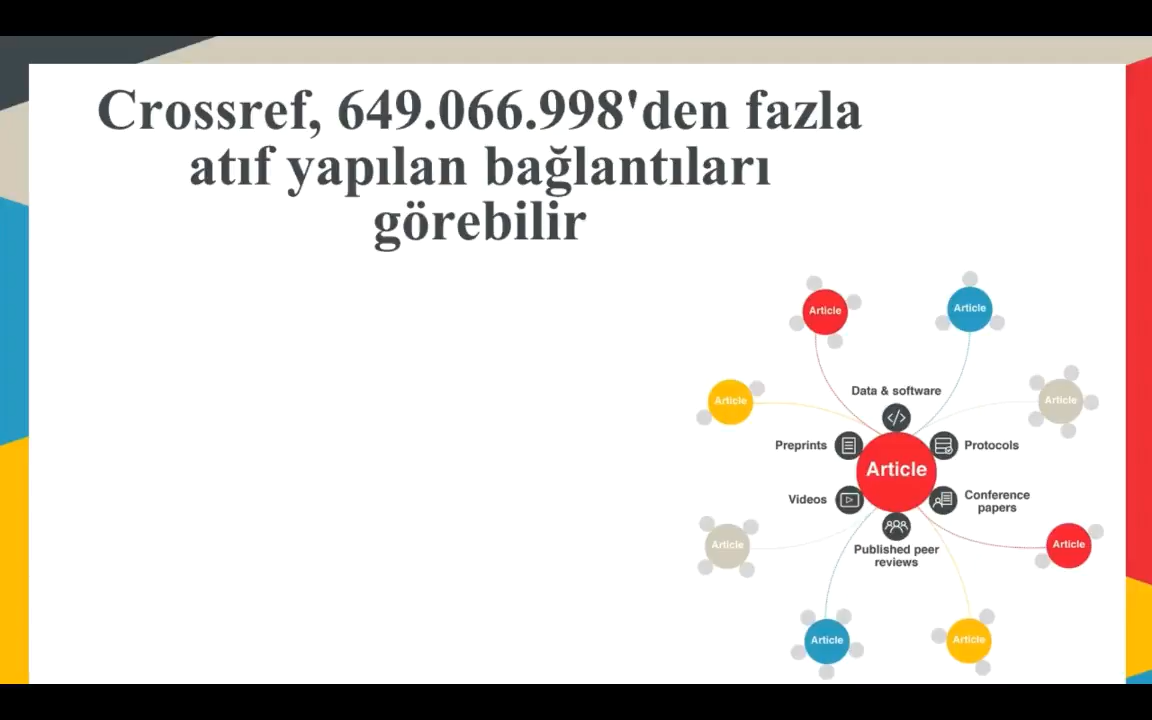 Crossref, 649.066.998'den fazla
atıf yapılan bağlantıları
görebilir
Article
Article
Data & software
Article
Article
Preprints
Protocols
Article
Videos
Conference
papers
Article
Article
Published peer
reviews
Article
Article